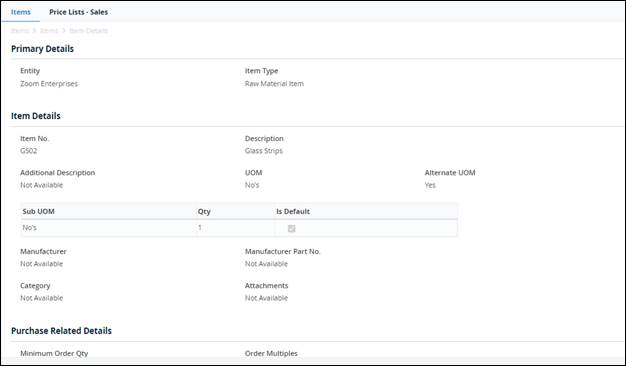 Items Price Lists - Sales
Items > Items > Item Details
Primary Details
Entity Item Type
Zoom Enterprises Raw Material Item
Item Details
Item No. Description
GS02 Glass Strips
Additional Description UOM Alternate UOM
Not Available No's Yes
Sub UOM Qty Is Default
No's 1
Manufacturer Manufacturer Part No.
Not Available Not Available
Category Attachments
Not Available Not Available
Purchase Related Details
Minimum Order Qty Order Multiples